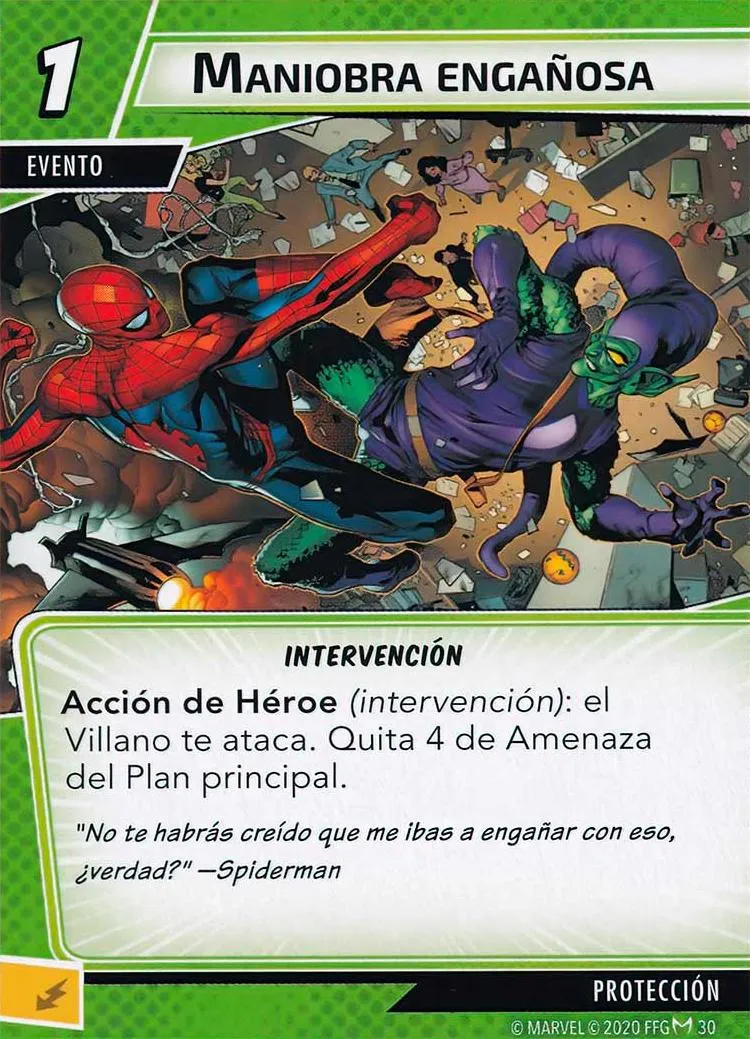 1
MANIOBRA ENGAÑOSA
EVENTO
INTERVENCIÓN
Acción de Héroe (intervención): el
Villano te ataca. Quita 4 de Amenaza
del Plan principal.
"No te habrás creído que me ibas a engañar con eso,
¿verdad?" —Spiderman
PROTECCIÓN
© MARVEL © 2020 FFG 30